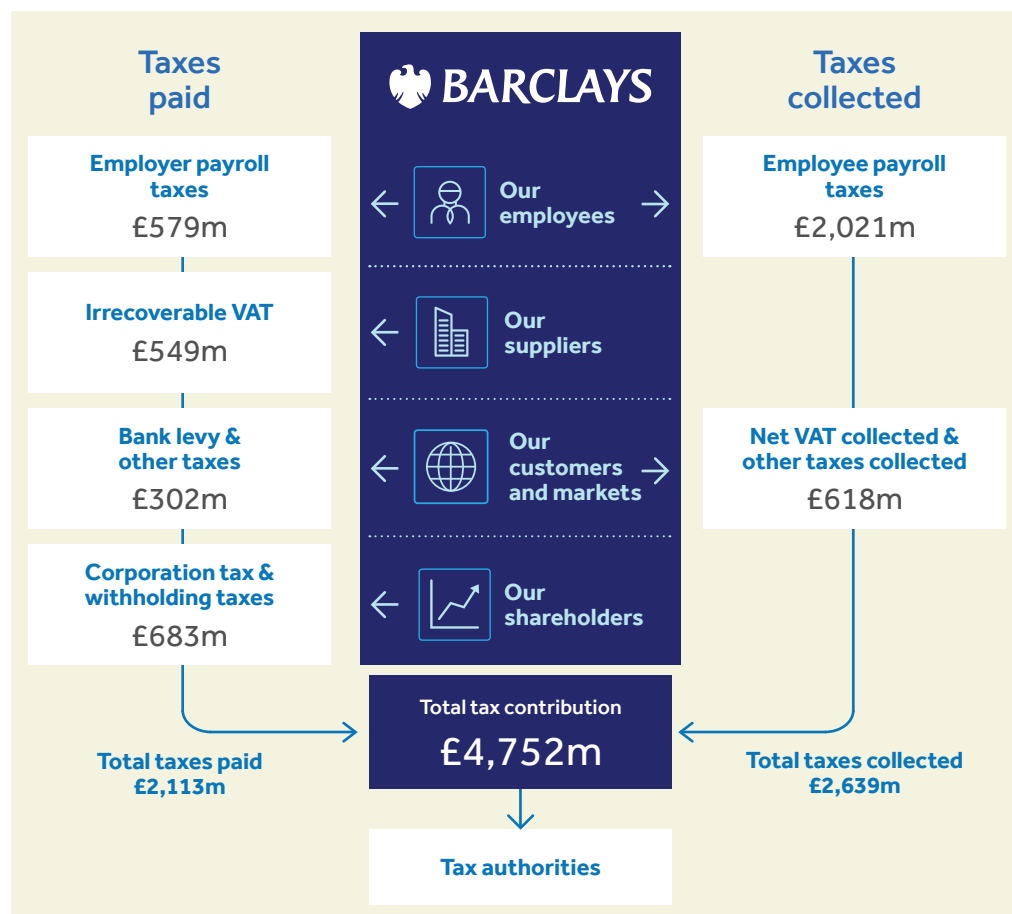 Taxes
paid
Employer payroll
taxes
£579m
Irrecoverable VAT
£549m
Bank levy &
other taxes
£302m
Corporation tax &
withholding taxes
£683m
Total taxes paid
£2,113m
BARCLAYS
Our
employees
Our
suppliers
Our
customers
and markets
Our
shareholders
Total tax contribution
£4,752m
Tax authorities
Taxes
collected
Employee payroll
taxes
£2,021m
Net VAT collected &
other taxes collected
£618m
Total taxes collected
£2,639m